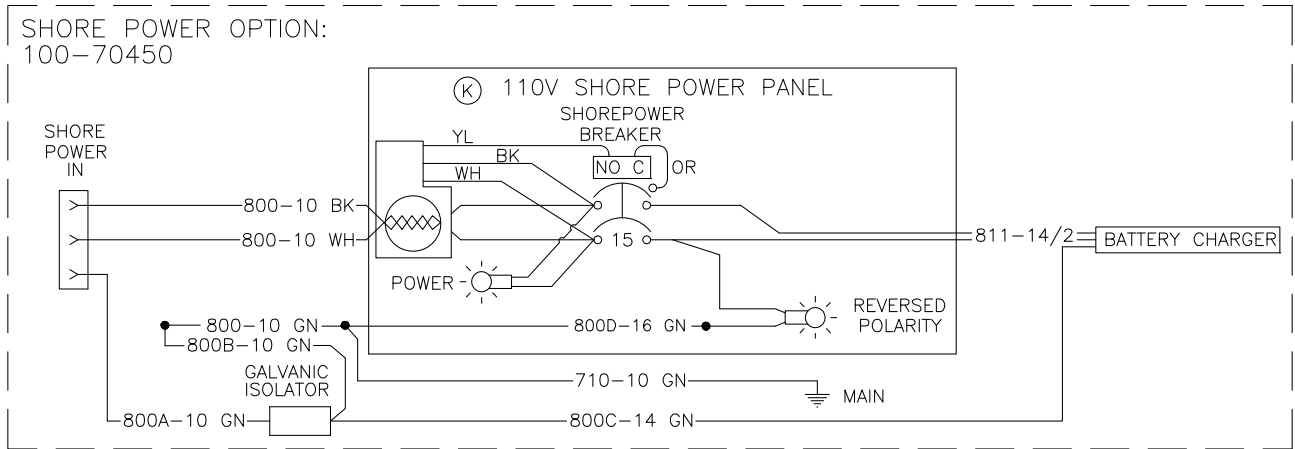 SHORE POWER OPTION:
100-70450
K 110V SHORE POWER PANEL
SHOREPOWER
BREAKER
SHORE
POWER
IN
YL
BK
WH
NO C
OR
800-10 BK
800-10 WH
15
811-14/2
BATTERY CHARGER
POWER
REVERSED
POLARITY
800-10 GN
800D-16 GN
800B-10 GN
GALVANIC
ISOLATOR
710-10 GN
MAIN
800A-10 GN
800C-14 GN